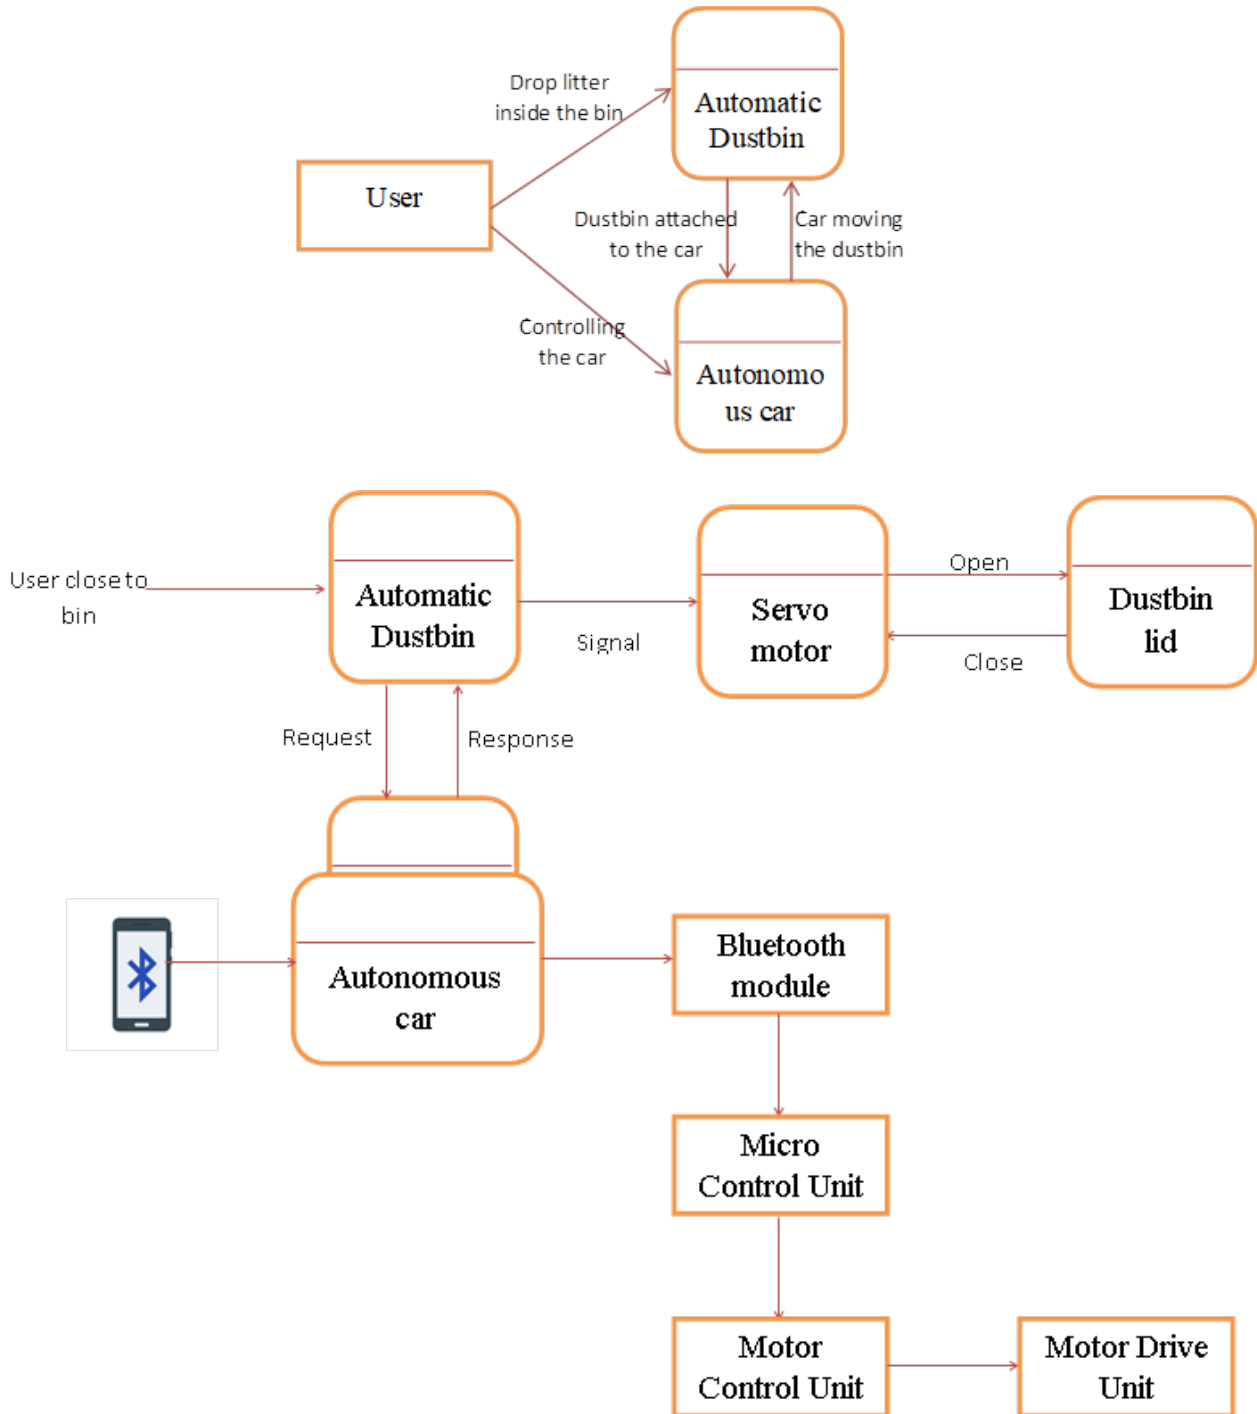 Drop litter
inside the bin
Automatic
Dustbin
User
Dustbin attached
to the car
Car moving
the dustbin
Controlling
the car
Autonomo
us car
User close to
bin
Automatic
Dustbin
Signal
Servo
motor
Open
Close
Dustbin
lid
Request
Response
Autonomous
car
Bluetooth
module
Micro
Control Unit
Motor
Control Unit
Motor Drive
Unit